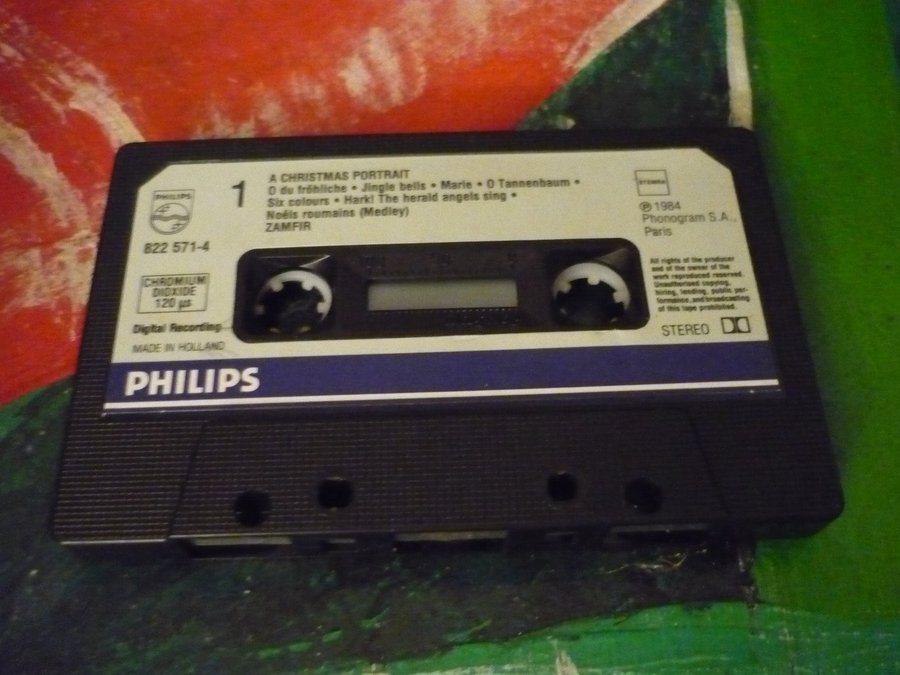 A CHRISTMAS PORTRAIT
1
O du fröhliche • Jingle bells • Marie • O Tannenbaum •
Six colours • Hark! The herald angels sing •
Noëls roumains (Medley)
ZAMFIR
PHILIPS
822 571-4
CHROMIUM
DIOXIDE
120 µs
Digital Recording
MADE IN HOLLAND
STEMRA
℗ 1984
Phonogram S.A.,
Paris
All rights of the producer
and of the owner of the
work reproduced reserved.
Unauthorised copying,
hiring, lending, public per-
formance, and broadcasting
of this tape prohibited.
STEREO
PHILIPS